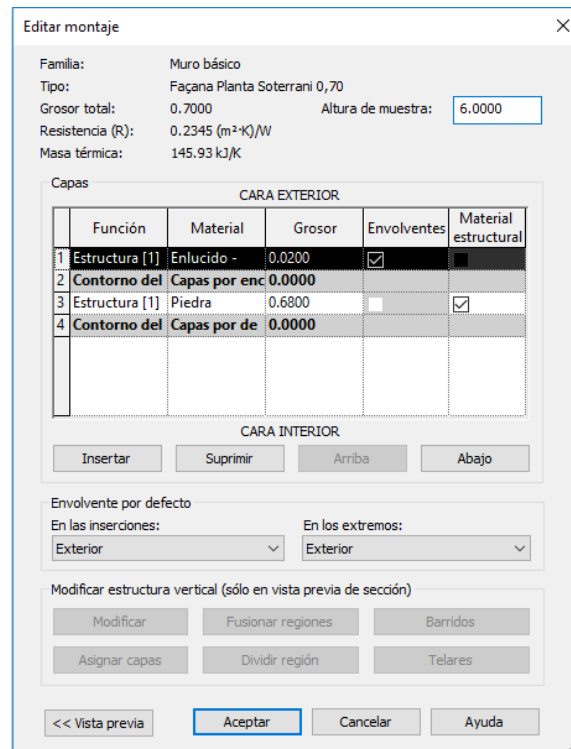 Editar montaje
Familia: Muro básico
Tipo: Façana Planta Soterrani 0,70
Grosor total: 0.7000 Altura de muestra: 6.0000
Resistencia (R): 0.2345 (m²·K)/W
Masa térmica: 145.93 kJ/K
Capas
CARA EXTERIOR
Función Material Grosor Envolventes Material estructural
1 Estructura [1] Enlucido - 0.0200
2 Contorno del Capas por enc 0.0000
3 Estructura [1] Piedra 0.6800
4 Contorno del Capas por de 0.0000
CARA INTERIOR
Insertar Suprimir Arriba Abajo
Envolvente por defecto
En las inserciones: En los extremos:
Exterior Exterior
Modificar estructura vertical (sólo en vista previa de sección)
Modificar Fusionar regiones Barridos
Asignar capas Dividir región Telares
<< Vista previa Aceptar Cancelar Ayuda